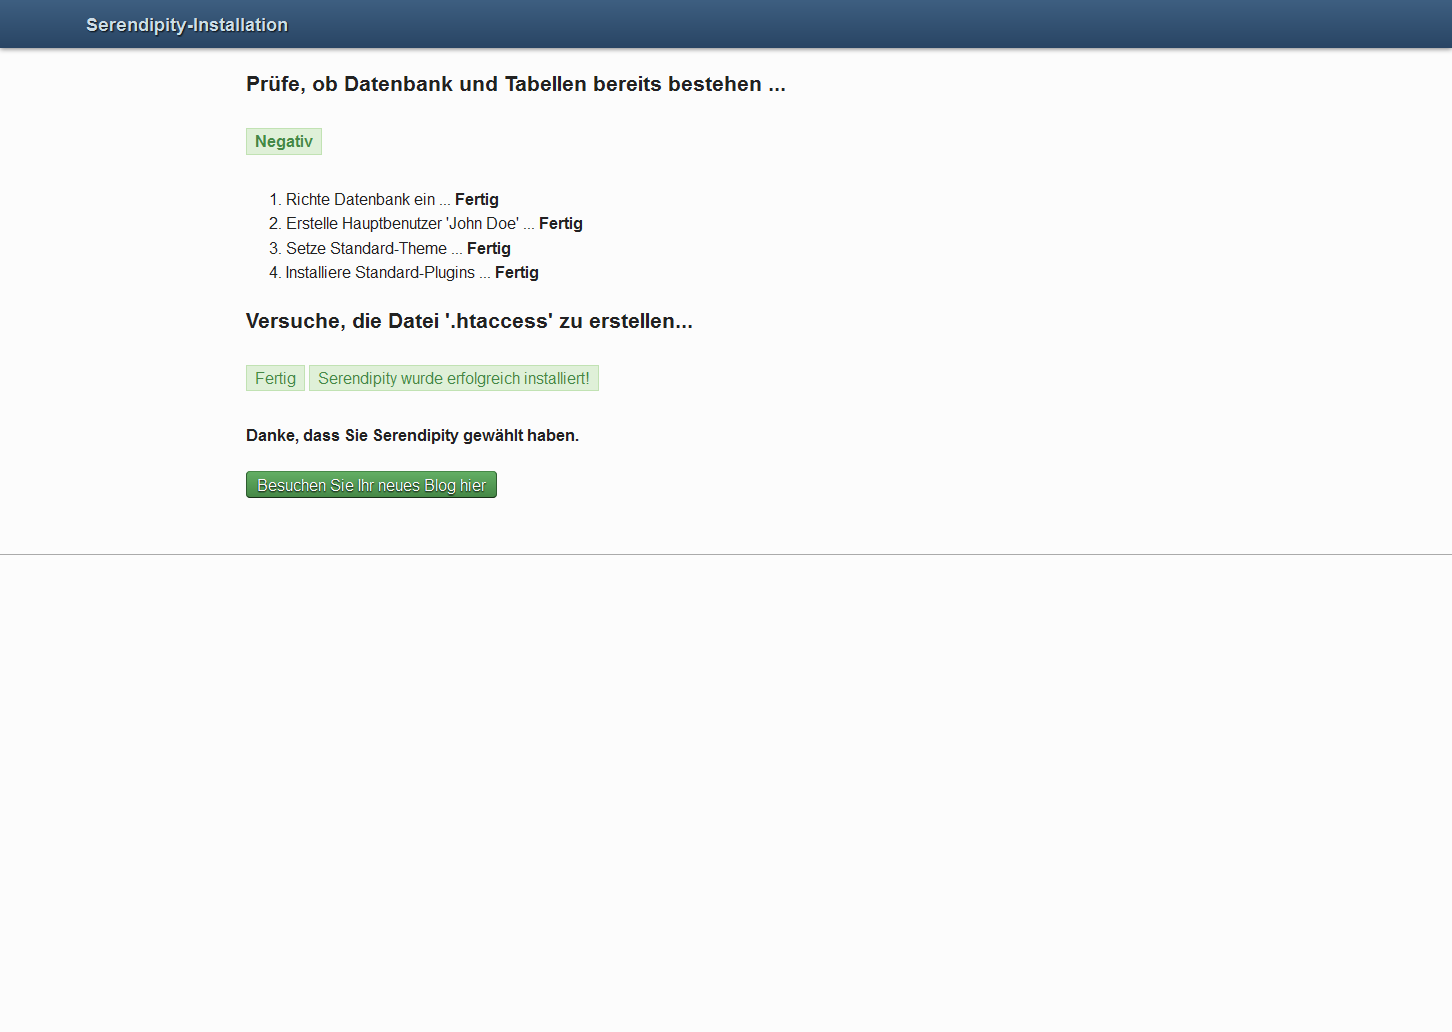 Serendipity-Installation
Prüfe, ob Datenbank und Tabellen bereits bestehen ...
Negativ
1. Richte Datenbank ein ... Fertig
2. Erstelle Hauptbenutzer 'John Doe' ... Fertig
3. Setze Standard-Theme ... Fertig
4. Installiere Standard-Plugins ... Fertig
Versuche, die Datei '.htaccess' zu erstellen...
Fertig Serendipity wurde erfolgreich installiert!
Danke, dass Sie Serendipity gewählt haben.
Besuchen Sie Ihr neues Blog hier